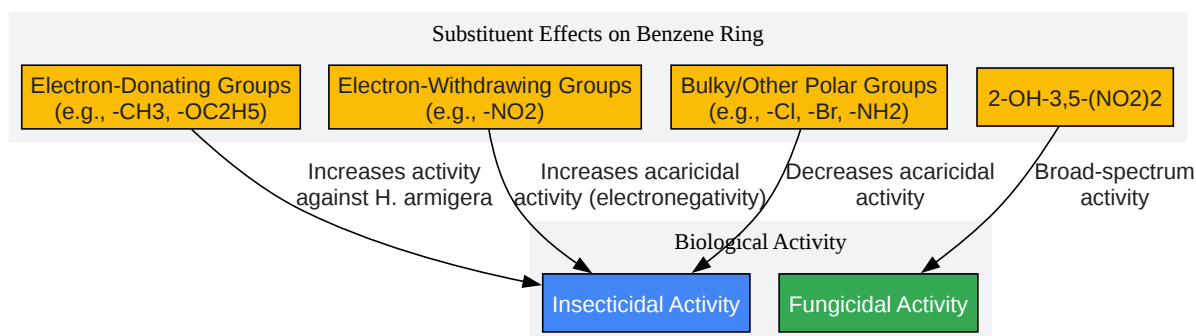 Substituent Effects on Benzene Ring
Electron-Donating Groups
(e.g., -CH3, -OC2H5)
Electron-Withdrawing Groups
(e.g., -NO2)
Bulky/Other Polar Groups
(e.g., -Cl, -Br, -NH2)
2-OH-3,5-(NO2)2
Increases activity
against H. armigera
Increases acaricidal
activity (electronegativity)
Decreases acaricidal
activity
Broad-spectrum
activity
Biological Activity
Insecticidal Activity
Fungicidal Activity